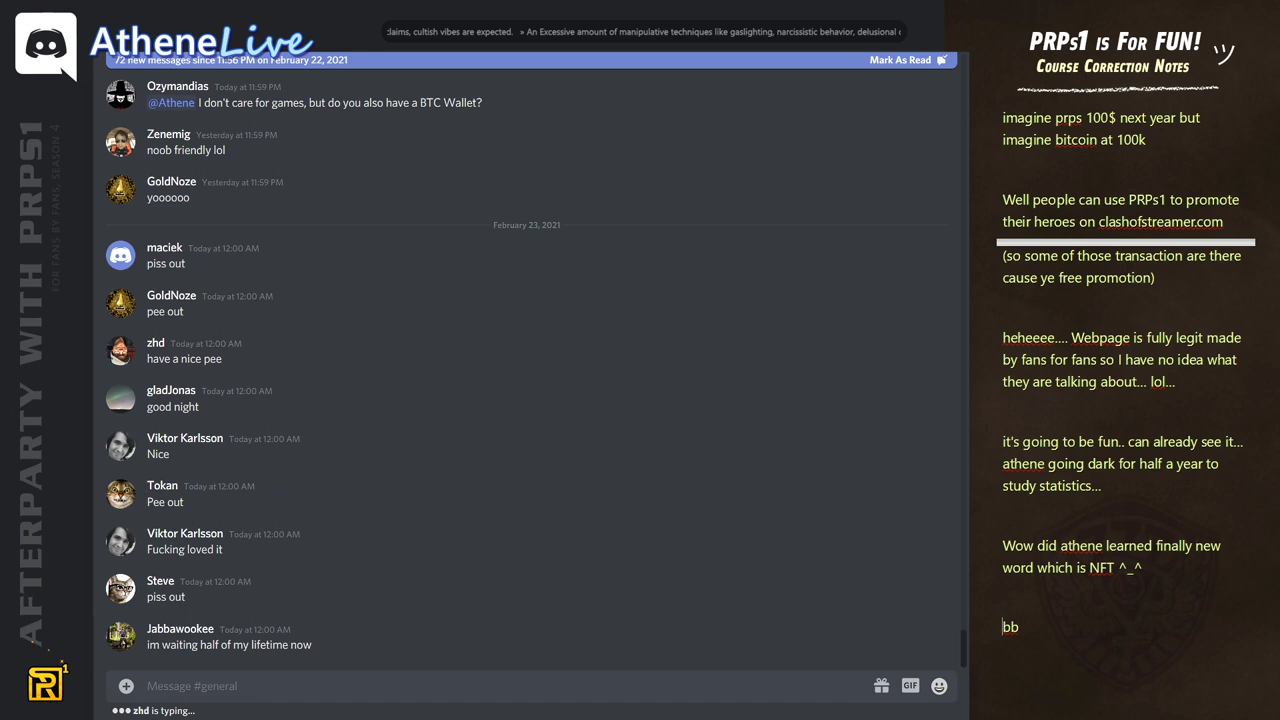 AtheneLive
claims, cultish vibes are expected.    » An Excessive amount of manipulative techniques like gaslighting, narcissistic behavior, delusional c
72 new messages since 11:56 PM on February 22, 2021
Mark As Read
Ozymandias Today at 11:59 PM
@Athene I don't care for games, but do you also have a BTC Wallet?
Zenemig Yesterday at 11:59 PM
noob friendly lol
GoldNoze Yesterday at 11:59 PM
yoooooo
February 23, 2021
maciek Today at 12:00 AM
piss out
GoldNoze Today at 12:00 AM
pee out
zhd Today at 12:00 AM
have a nice pee
gladJonas Today at 12:00 AM
good night
Viktor Karlsson Today at 12:00 AM
Nice
Tokan Today at 12:00 AM
Pee out
Viktor Karlsson Today at 12:00 AM
Fucking loved it
Steve Today at 12:00 AM
piss out
Jabbawookee Today at 12:00 AM
im waiting half of my lifetime now
Message #general
GIF
zhd is typing...
AFTERPARTY WITH PRPS1
FOR FANS BY FANS, SEASON 4
R1
PRPs1 is For FUN!
Course Correction Notes
ツ
imagine prps 100$ next year but
imagine bitcoin at 100k
Well people can use PRPs1 to promote
their heroes on clashofstreamer.com
(so some of those transaction are there
cause ye free promotion)
heheeee.... Webpage is fully legit made
by fans for fans so I have no idea what
they are talking about... lol...
it's going to be fun.. can already see it...
athene going dark for half a year to
study statistics...
Wow did athene learned finally new
word which is NFT ^_^
bb